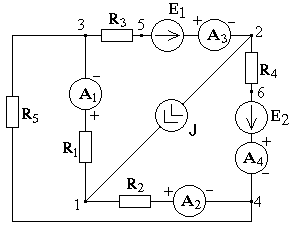 E1
3 R3 5 + A3 - 2
- R4
A1 6
R5 + E2
R1 J +
A4
R2 + A2 - -
1 4